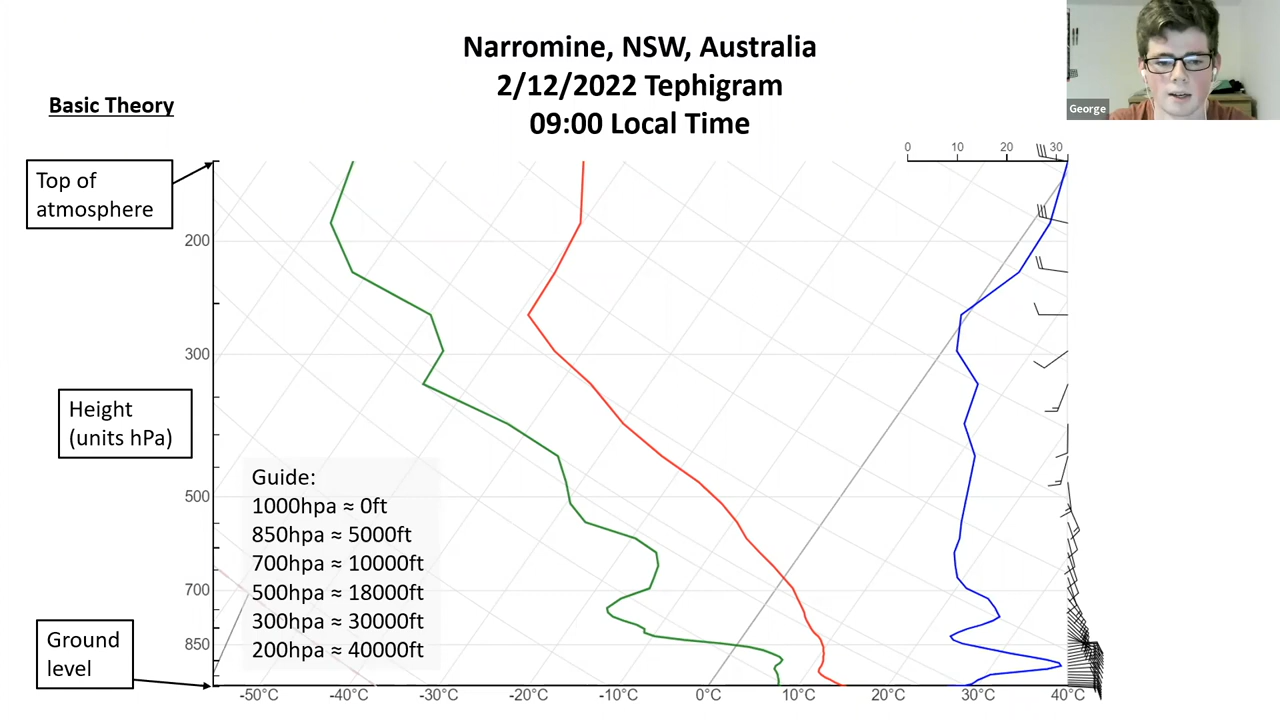 Narromine, NSW, Australia
2/12/2022 Tephigram
09:00 Local Time
George
Basic Theory
Top of
atmosphere
0 10 20 30
200
300
Height
(units hPa)
500
700
850
Guide:
1000hpa ≈ 0ft
850hpa ≈ 5000ft
700hpa ≈ 10000ft
500hpa ≈ 18000ft
300hpa ≈ 30000ft
200hpa ≈ 40000ft
Ground
level
-50°C -40°C -30°C -20°C -10°C 0°C 10°C 20°C 30°C 40°C